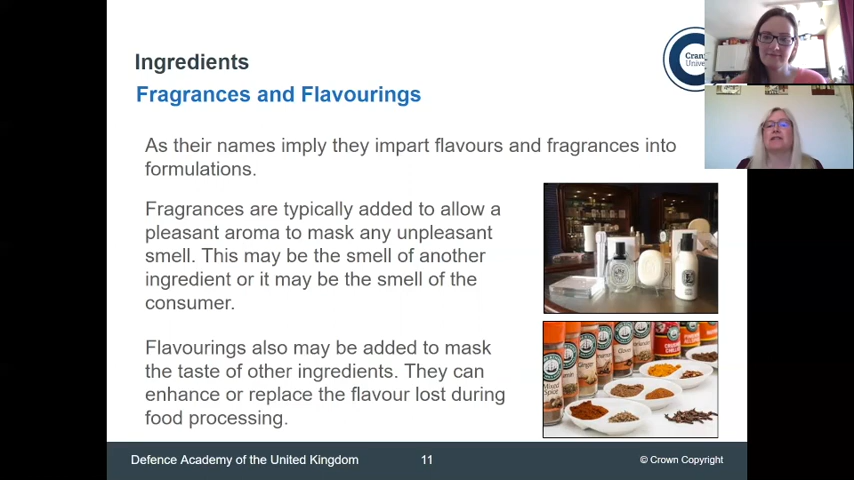 Ingredients
Fragrances and Flavourings
As their names imply they impart flavours and fragrances into
formulations.
Fragrances are typically added to allow a
pleasant aroma to mask any unpleasant
smell. This may be the smell of another
ingredient or it may be the smell of the
consumer.
Flavourings also may be added to mask
the taste of other ingredients. They can
enhance or replace the flavour lost during
food processing.
Mixed
Spice
Ginger
Cloves
Defence Academy of the United Kingdom
11
© Crown Copyright